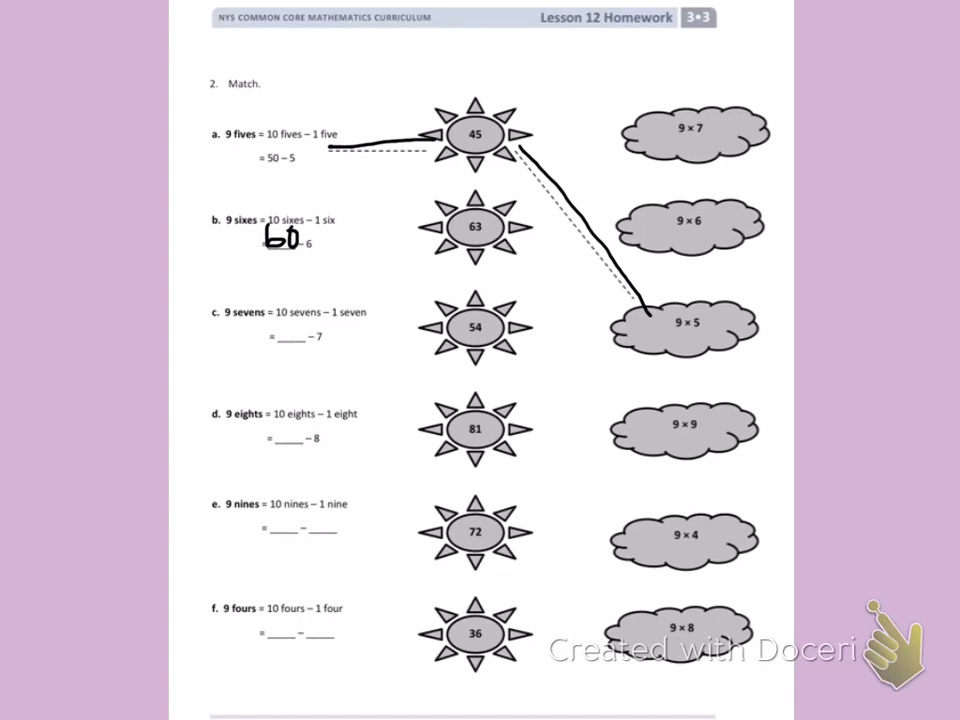 NYS COMMON CORE MATHEMATICS CURRICULUM Lesson 12 Homework 3•3
2. Match.
a. 9 fives = 10 fives – 1 five
= 50 – 5
45
9 × 7
b. 9 sixes = 10 sixes – 1 six
= 60 – 6
63
9 × 6
c. 9 sevens = 10 sevens – 1 seven
= _____ – 7
54
9 × 5
d. 9 eights = 10 eights – 1 eight
= _____ – 8
81
9 × 9
e. 9 nines = 10 nines – 1 nine
= _____ – _____
72
9 × 4
f. 9 fours = 10 fours – 1 four
= _____ – _____
36
9 × 8
Created with Doceri